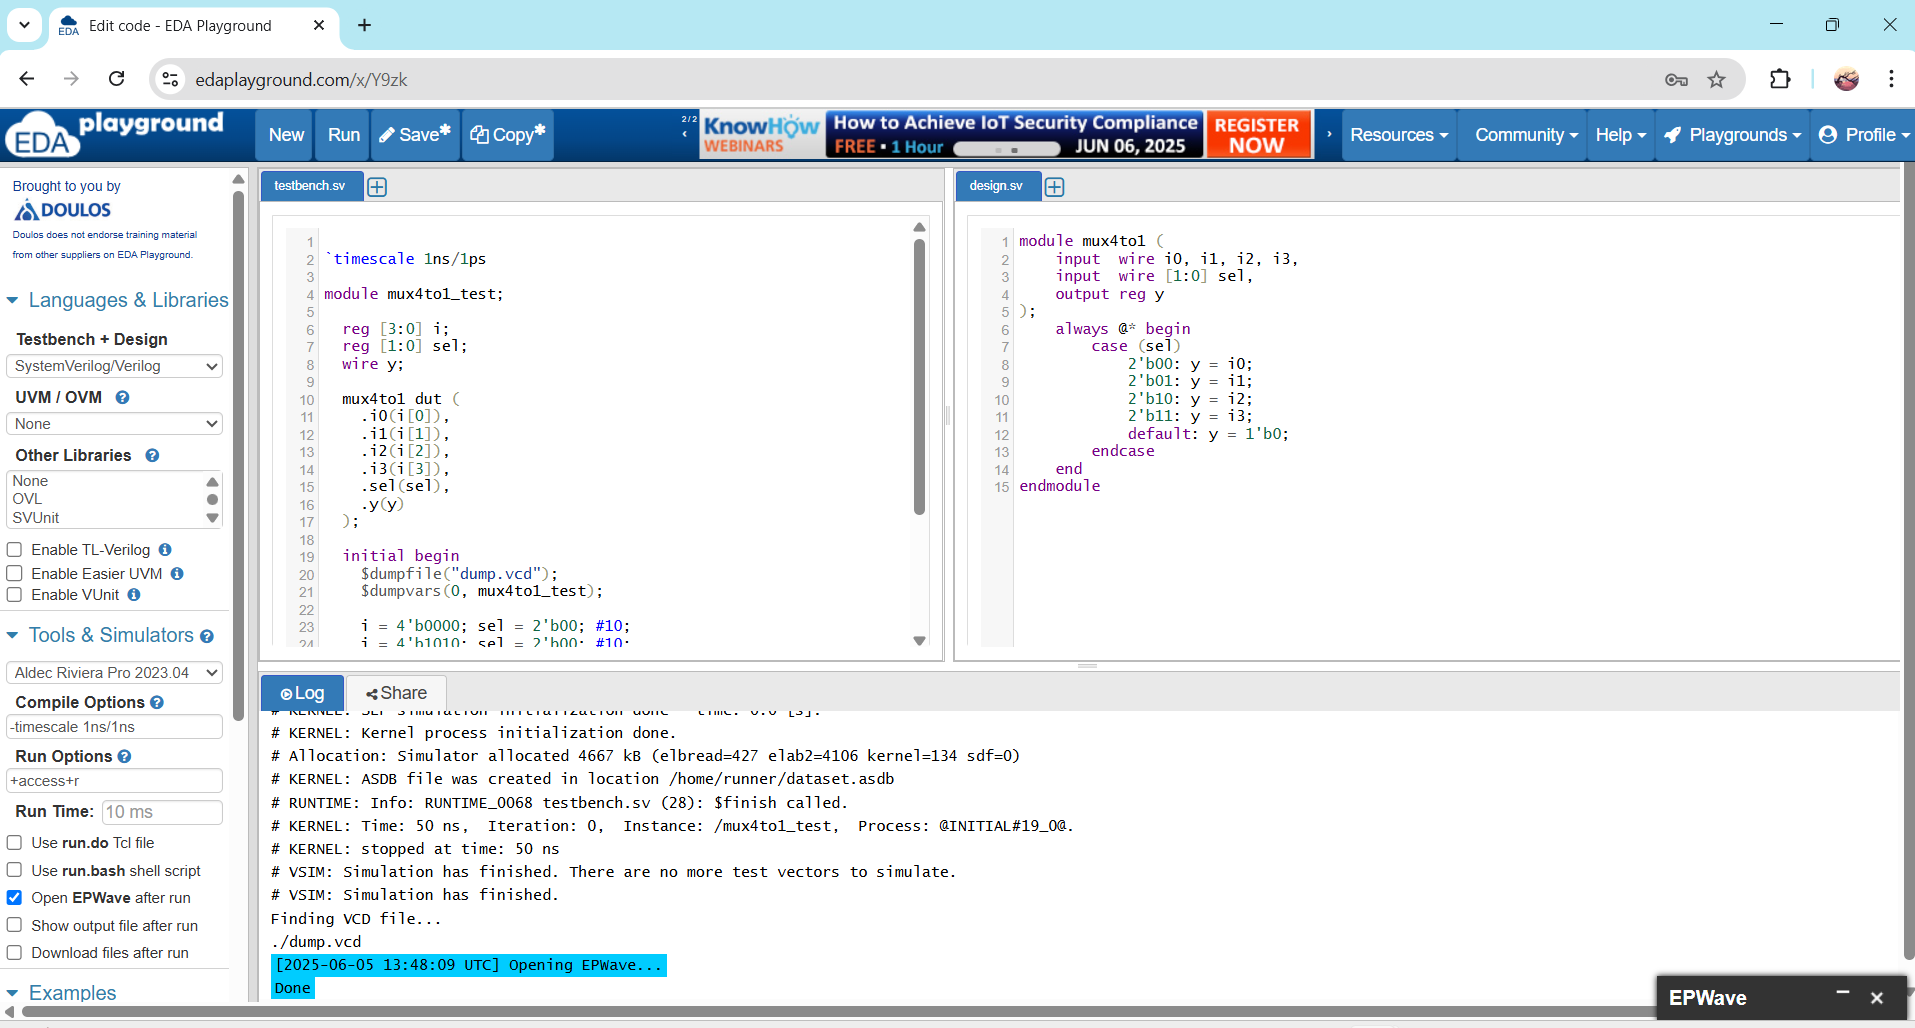 Edit code - EDA Playground
edaplayground.com/x/Y9zk
EDA playground
New
Run
Save*
Copy*
2/2
KnowHow
WEBINARS
How to Achieve IoT Security Compliance
FREE • 1 Hour
JUN 06, 2025
REGISTER
NOW
Resources
Community
Help
Playgrounds
Profile
Brought to you by
DOULOS
Doulos does not endorse training material
from other suppliers on EDA Playground.
Languages & Libraries
Testbench + Design
SystemVerilog/Verilog
UVM / OVM
None
Other Libraries
None
OVL
SVUnit
Enable TL-Verilog
Enable Easier UVM
Enable VUnit
Tools & Simulators
Aldec Riviera Pro 2023.04
Compile Options
-timescale 1ns/1ns
Run Options
+access+r
Run Time: 10 ms
Use run.do Tcl file
Use run.bash shell script
Open EPWave after run
Show output file after run
Download files after run
Examples
testbench.sv
1
2 `timescale 1ns/1ps
3
4 module mux4to1_test;
5
6 reg [3:0] i;
7 reg [1:0] sel;
8 wire y;
9
10 mux4to1 dut (
11 .i0(i[0]),
12 .i1(i[1]),
13 .i2(i[2]),
14 .i3(i[3]),
15 .sel(sel),
16 .y(y)
17 );
18
19 initial begin
20 $dumpfile("dump.vcd");
21 $dumpvars(0, mux4to1_test);
22
23 i = 4'b0000; sel = 2'b00; #10;
24 i = 4'b1010; sel = 2'b00; #10;
design.sv
1 module mux4to1 (
2 input wire i0, i1, i2, i3,
3 input wire [1:0] sel,
4 output reg y
5 );
6 always @* begin
7 case (sel)
8 2'b00: y = i0;
9 2'b01: y = i1;
10 2'b10: y = i2;
11 2'b11: y = i3;
12 default: y = 1'b0;
13 endcase
14 end
15 endmodule
Log
Share
# KERNEL: SLP simulation initialization done - time: 0.0 [s].
# KERNEL: Kernel process initialization done.
# Allocation: Simulator allocated 4667 kB (elbread=427 elab2=4106 kernel=134 sdf=0)
# KERNEL: ASDB file was created in location /home/runner/dataset.asdb
# RUNTIME: Info: RUNTIME_0068 testbench.sv (28): $finish called.
# KERNEL: Time: 50 ns, Iteration: 0, Instance: /mux4to1_test, Process: @INITIAL#19_0@.
# KERNEL: stopped at time: 50 ns
# VSIM: Simulation has finished. There are no more test vectors to simulate.
# VSIM: Simulation has finished.
Finding VCD file...
./dump.vcd
[2025-06-05 13:48:09 UTC] Opening EPWave...
Done
EPWave